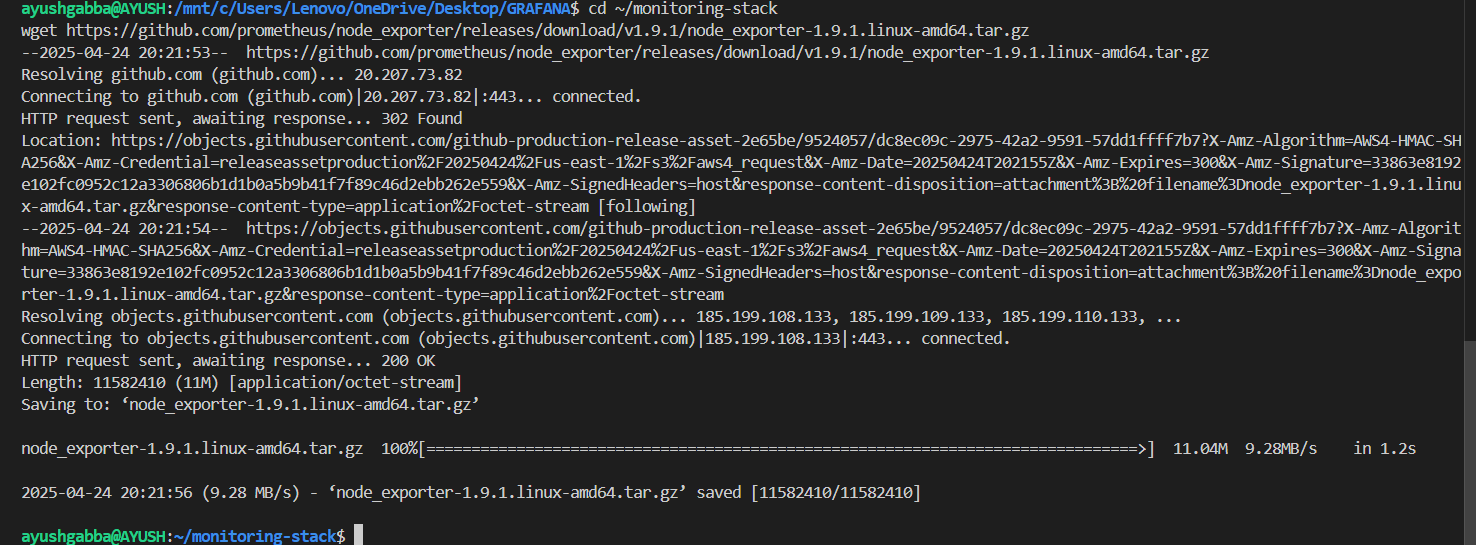 ayushgabba@AYUSH:/mnt/c/Users/Lenovo/OneDrive/Desktop/GRAFANA$ cd ~/monitoring-stack
wget https://github.com/prometheus/node_exporter/releases/download/v1.9.1/node_exporter-1.9.1.linux-amd64.tar.gz
--2025-04-24 20:21:53--  https://github.com/prometheus/node_exporter/releases/download/v1.9.1/node_exporter-1.9.1.linux-amd64.tar.gz
Resolving github.com (github.com)... 20.207.73.82
Connecting to github.com (github.com)|20.207.73.82|:443... connected.
HTTP request sent, awaiting response... 302 Found
Location: https://objects.githubusercontent.com/github-production-release-asset-2e65be/9524057/dc8ec09c-2975-42a2-9591-57dd1ffff7b7?X-Amz-Algorithm=AWS4-HMAC-SH
A256&X-Amz-Credential=releaseassetproduction%2F20250424%2Fus-east-1%2Fs3%2Faws4_request&X-Amz-Date=20250424T202155Z&X-Amz-Expires=300&X-Amz-Signature=33863e8192
e102fc0952c12a3306806b1d1b0a5b9b41f7f89c46d2ebb262e559&X-Amz-SignedHeaders=host&response-content-disposition=attachment%3B%20filename%3Dnode_exporter-1.9.1.linu
x-amd64.tar.gz&response-content-type=application%2Foctet-stream [following]
--2025-04-24 20:21:54--  https://objects.githubusercontent.com/github-production-release-asset-2e65be/9524057/dc8ec09c-2975-42a2-9591-57dd1ffff7b7?X-Amz-Algorit
hm=AWS4-HMAC-SHA256&X-Amz-Credential=releaseassetproduction%2F20250424%2Fus-east-1%2Fs3%2Faws4_request&X-Amz-Date=20250424T202155Z&X-Amz-Expires=300&X-Amz-Signa
ture=33863e8192e102fc0952c12a3306806b1d1b0a5b9b41f7f89c46d2ebb262e559&X-Amz-SignedHeaders=host&response-content-disposition=attachment%3B%20filename%3Dnode_expo
rter-1.9.1.linux-amd64.tar.gz&response-content-type=application%2Foctet-stream
Resolving objects.githubusercontent.com (objects.githubusercontent.com)... 185.199.108.133, 185.199.109.133, 185.199.110.133, ...
Connecting to objects.githubusercontent.com (objects.githubusercontent.com)|185.199.108.133|:443... connected.
HTTP request sent, awaiting response... 200 OK
Length: 11582410 (11M) [application/octet-stream]
Saving to: ‘node_exporter-1.9.1.linux-amd64.tar.gz’
node_exporter-1.9.1.linux-amd64.tar.gz  100%[===============================================================================>]  11.04M  9.28MB/s    in 1.2s
2025-04-24 20:21:56 (9.28 MB/s) - ‘node_exporter-1.9.1.linux-amd64.tar.gz’ saved [11582410/11582410]
ayushgabba@AYUSH:~/monitoring-stack$